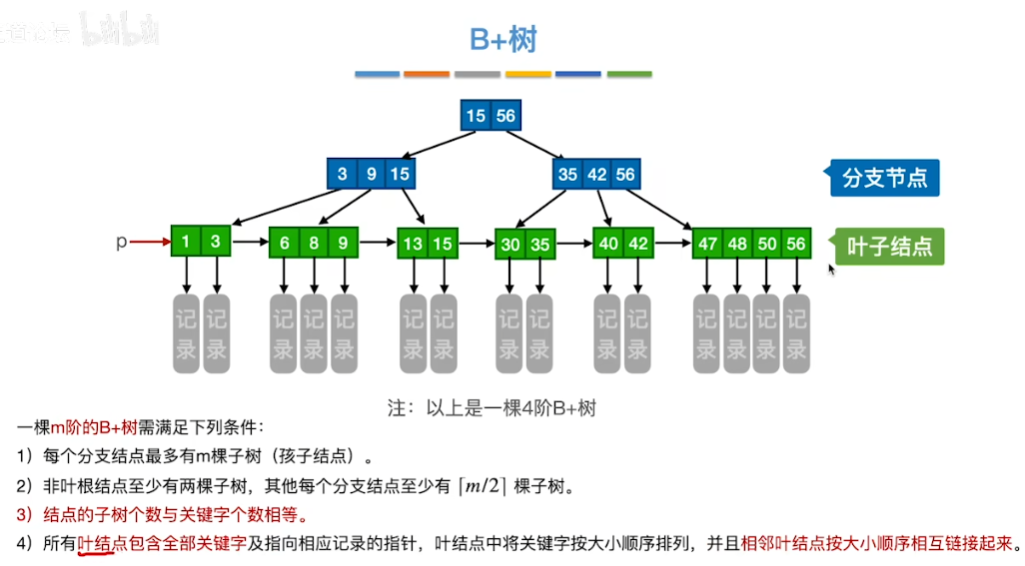 B+树
15 56
3 9 15 35 42 56
分支节点
p 1 3 6 8 9 13 15 30 35 40 42 47 48 50 56
叶子结点
记录 记录 记录 记录 记录 记录 记录 记录 记录 记录 记录 记录 记录 记录 记录
注：以上是一棵4阶B+树
一棵m阶的B+树需满足下列条件：
1）每个分支结点最多有m棵子树（孩子结点）。
2）非叶根结点至少有两棵子树，其他每个分支结点至少有 ⌈m/2⌉ 棵子树。
3）结点的子树个数与关键字个数相等。
4）所有叶结点包含全部关键字及指向相应记录的指针，叶结点中将关键字按大小顺序排列，并且相邻叶结点按大小顺序相互链接起来。